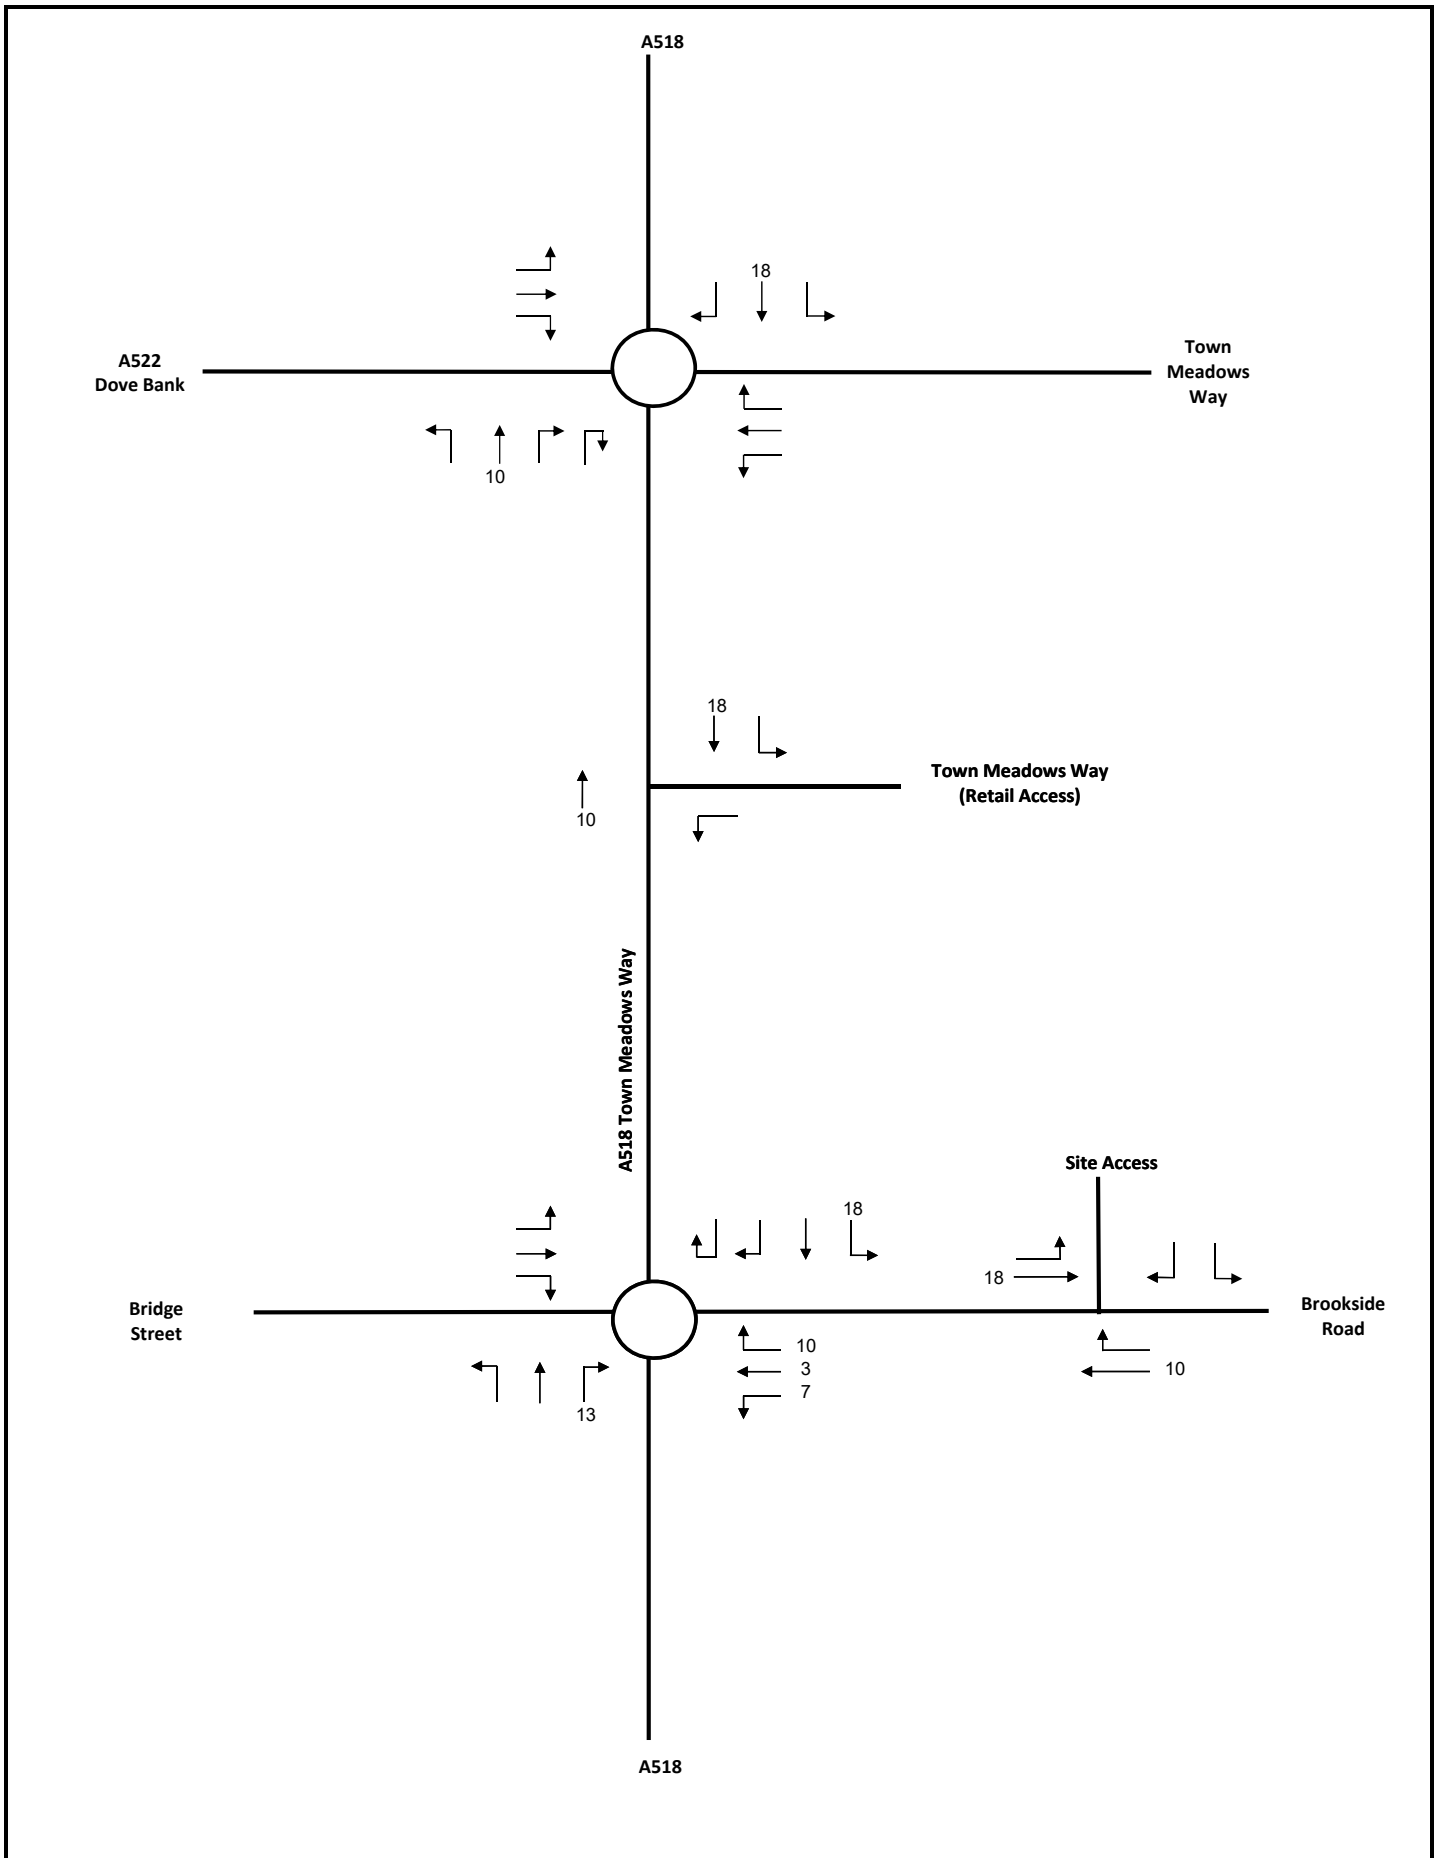 A518
18
A522
Dove Bank
Town
Meadows
Way
10
18
Town Meadows Way
(Retail Access)
10
A518 Town Meadows Way
Site Access
18
18
Bridge
Street
Brookside
Road
10
3
7
10
13
A518